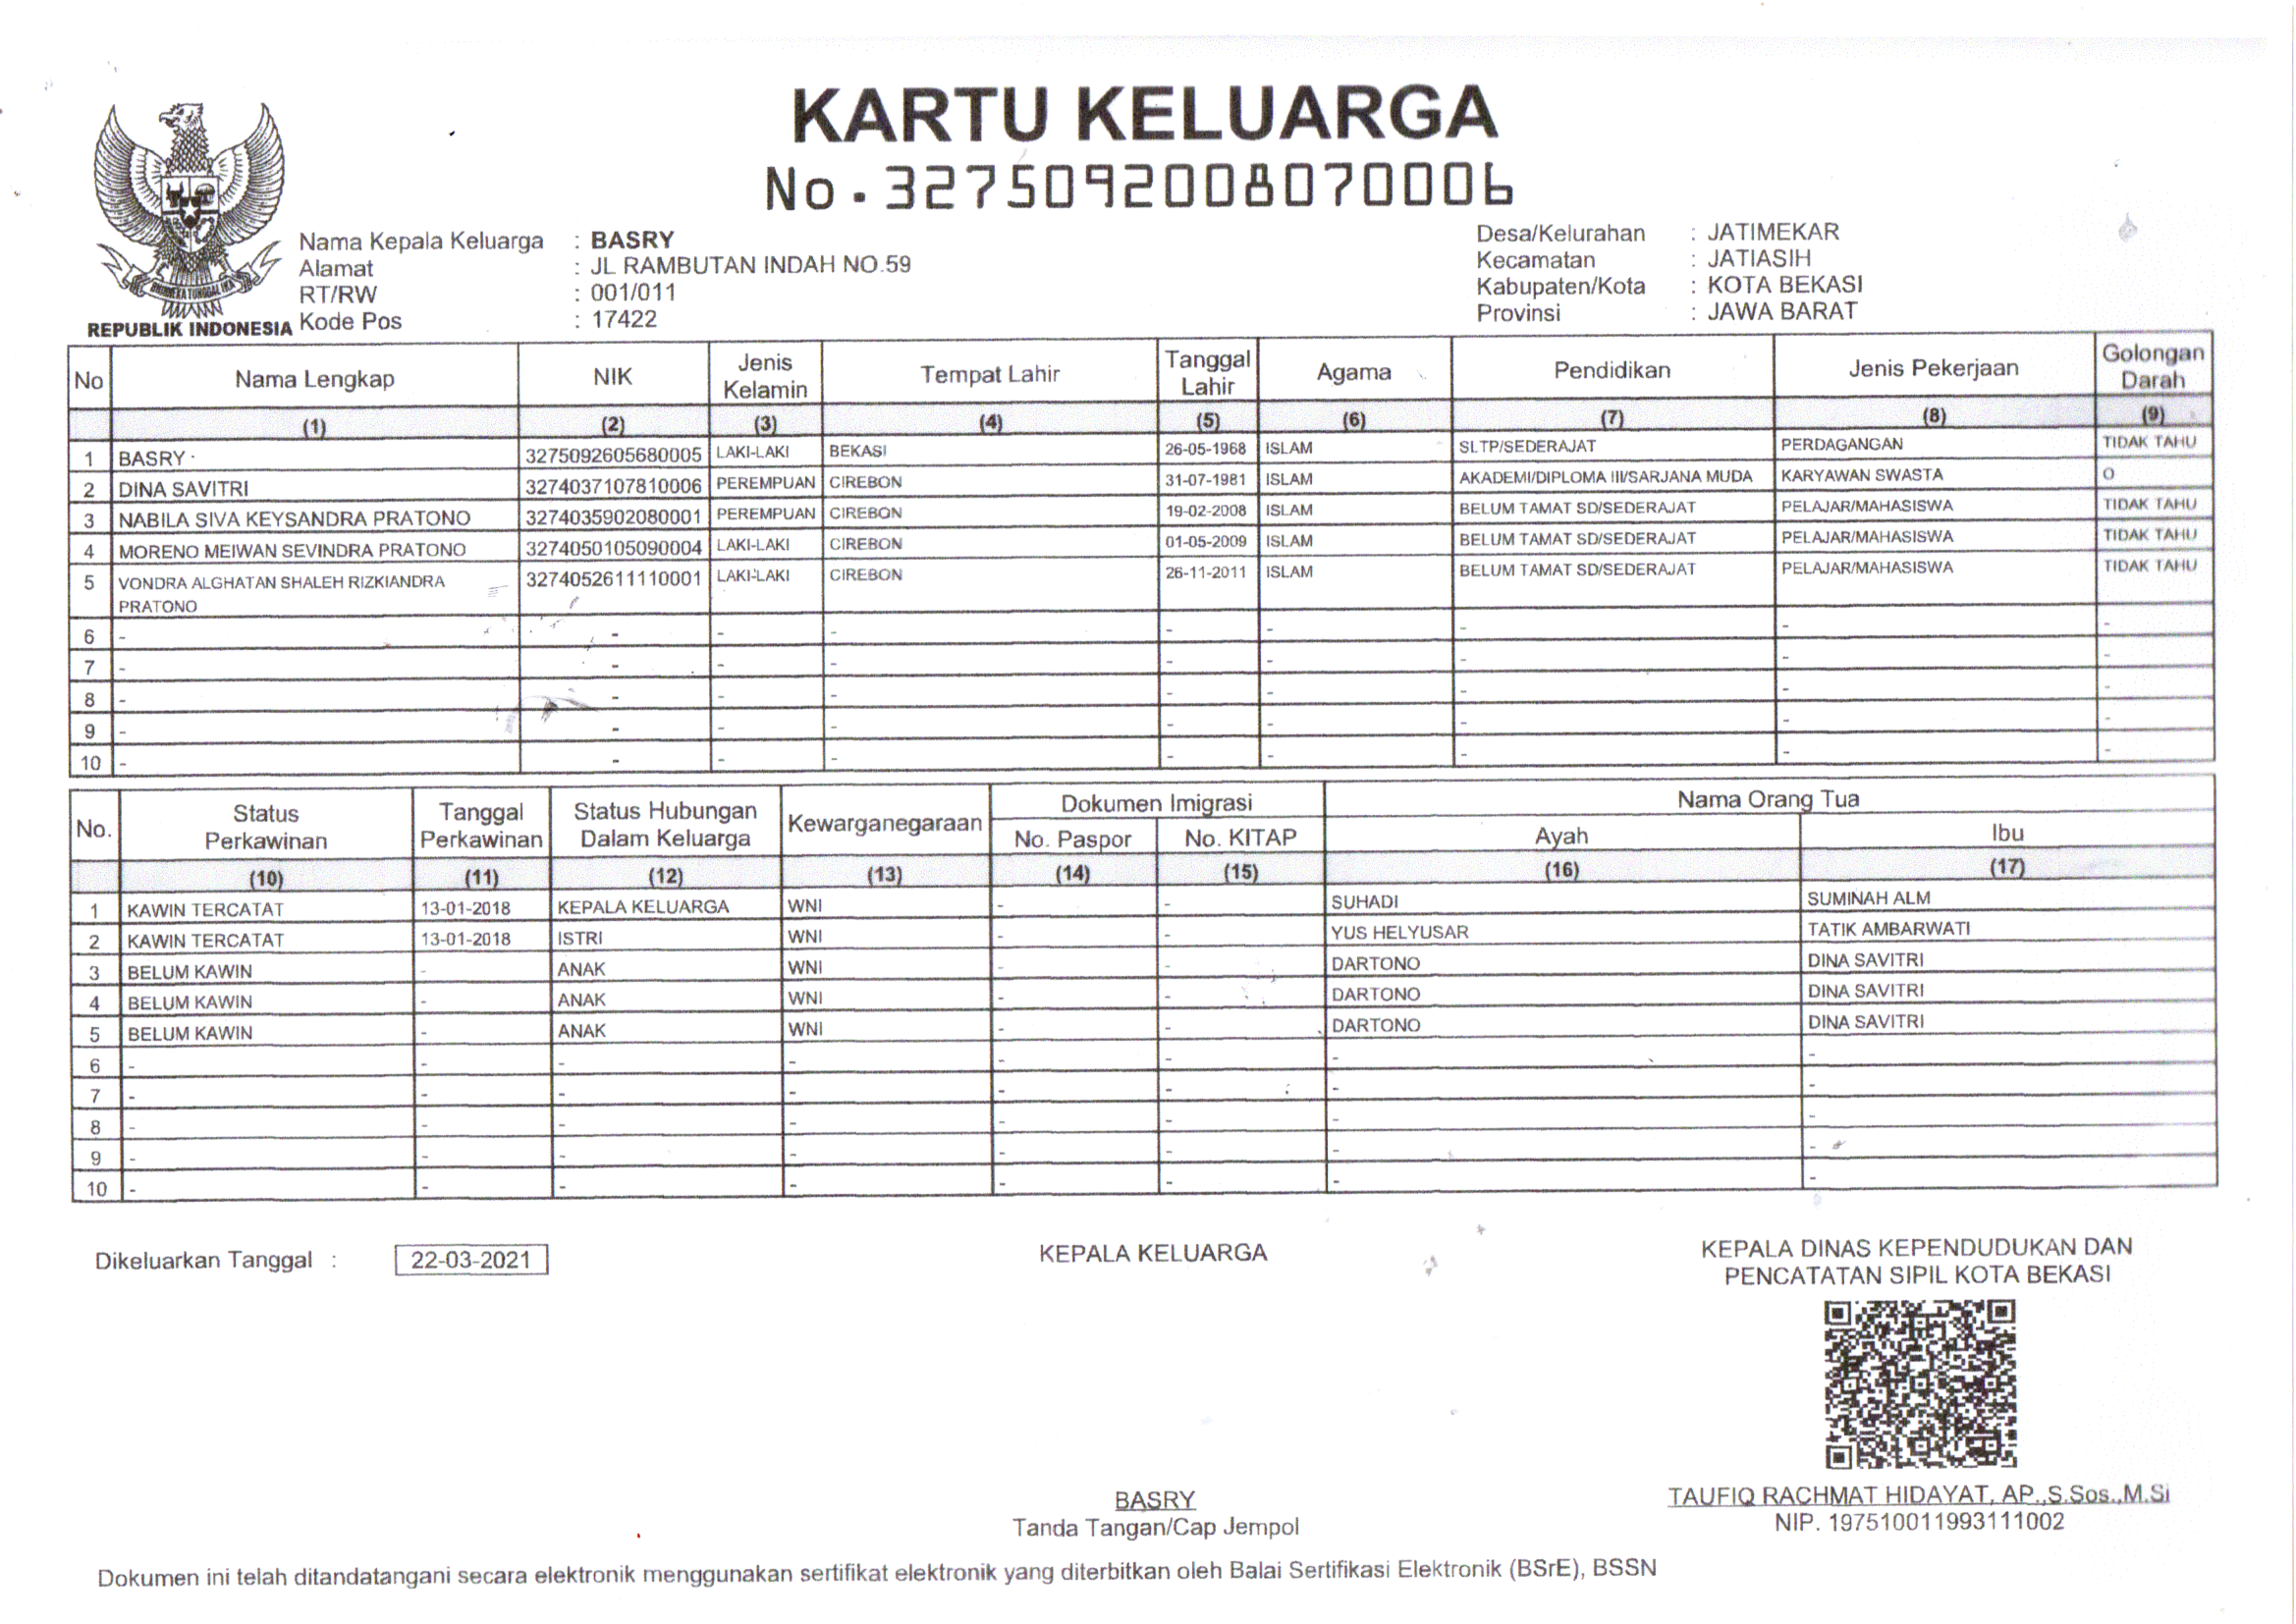 KARTU KELUARGA
No. 3275092008070006
REPUBLIK INDONESIA
Nama Kepala Keluarga : BASRY
Alamat : JL RAMBUTAN INDAH NO.59
RT/RW : 001/011
Kode Pos : 17422
Desa/Kelurahan : JATIMEKAR
Kecamatan : JATIASIH
Kabupaten/Kota : KOTA BEKASI
Provinsi : JAWA BARAT
No Nama Lengkap NIK Jenis Kelamin Tempat Lahir Tanggal Lahir Agama Pendidikan Jenis Pekerjaan Golongan Darah
(1) (2) (3) (4) (5) (6) (7) (8) (9)
1 BASRY 3275092605680005 LAKI-LAKI BEKASI 26-05-1968 ISLAM SLTP/SEDERAJAT PERDAGANGAN TIDAK TAHU
2 DINA SAVITRI 3274037107810006 PEREMPUAN CIREBON 31-07-1981 ISLAM AKADEMI/DIPLOMA III/SARJANA MUDA KARYAWAN SWASTA O
3 NABILA SIVA KEYSANDRA PRATONO 3274035902080001 PEREMPUAN CIREBON 19-02-2008 ISLAM BELUM TAMAT SD/SEDERAJAT PELAJAR/MAHASISWA TIDAK TAHU
4 MORENO MEIWAN SEVINDRA PRATONO 3274050105090004 LAKI-LAKI CIREBON 01-05-2009 ISLAM BELUM TAMAT SD/SEDERAJAT PELAJAR/MAHASISWA TIDAK TAHU
5 VONDRA ALGHATAN SHALEH RIZKIANDRA PRATONO 3274052611110001 LAKI-LAKI CIREBON 26-11-2011 ISLAM BELUM TAMAT SD/SEDERAJAT PELAJAR/MAHASISWA TIDAK TAHU
6 - - - - - - - - -
7 - - - - - - - - -
8 - - - - - - - - -
9 - - - - - - - - -
10 - - - - - - - - -
No. Status Perkawinan Tanggal Perkawinan Status Hubungan Dalam Keluarga Kewarganegaraan Dokumen Imigrasi Nama Orang Tua
No. Paspor No. KITAP Ayah Ibu
(10) (11) (12) (13) (14) (15) (16) (17)
1 KAWIN TERCATAT 13-01-2018 KEPALA KELUARGA WNI - - SUHADI SUMINAH ALM
2 KAWIN TERCATAT 13-01-2018 ISTRI WNI - - YUS HELYUSAR TATIK AMBARWATI
3 BELUM KAWIN - ANAK WNI - - DARTONO DINA SAVITRI
4 BELUM KAWIN - ANAK WNI - - DARTONO DINA SAVITRI
5 BELUM KAWIN - ANAK WNI - - DARTONO DINA SAVITRI
6 - - - - - - - -
7 - - - - - - - -
8 - - - - - - - -
9 - - - - - - - -
10 - - - - - - - -
Dikeluarkan Tanggal : 22-03-2021
KEPALA KELUARGA
BASRY
Tanda Tangan/Cap Jempol
KEPALA DINAS KEPENDUDUKAN DAN
PENCATATAN SIPIL KOTA BEKASI
TAUFIQ RACHMAT HIDAYAT, AP.,S.Sos.,M.Si
NIP. 197510011993111002
Dokumen ini telah ditandatangani secara elektronik menggunakan sertifikat elektronik yang diterbitkan oleh Balai Sertifikasi Elektronik (BSrE), BSSN